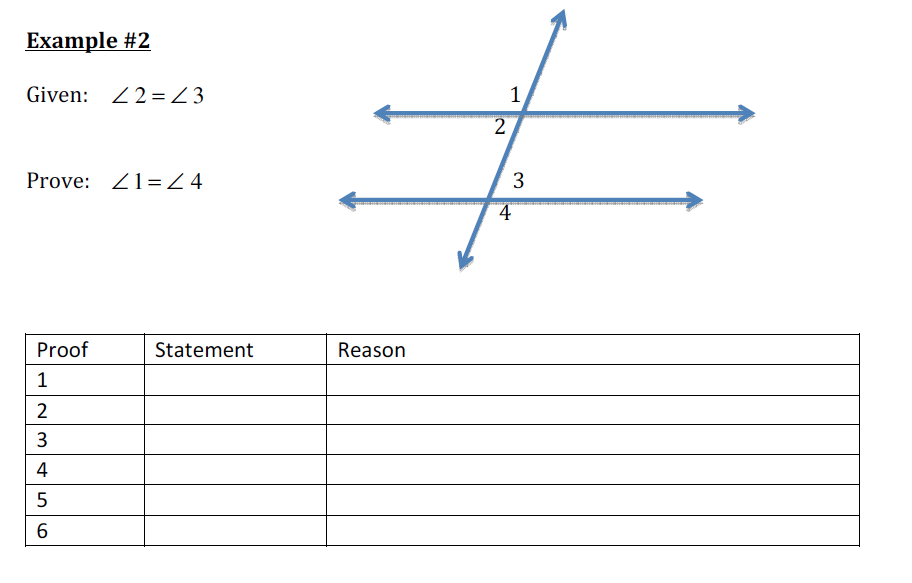 Example #2
Given: ∠2=∠3
Prove: ∠1=∠4
1
2
3
4
Proof Statement Reason
1
2
3
4
5
6